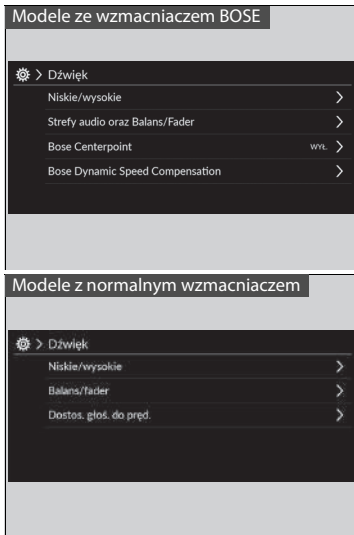 Modele ze wzmacniaczem BOSE
> Dźwięk
Niskie/wysokie >
Strefy audio oraz Balans/Fader >
Bose Centerpoint WYŁ. >
Bose Dynamic Speed Compensation >
Modele z normalnym wzmacniaczem
> Dźwięk
Niskie/wysokie >
Balans/fader >
Dostos. głoś. do pręd. >